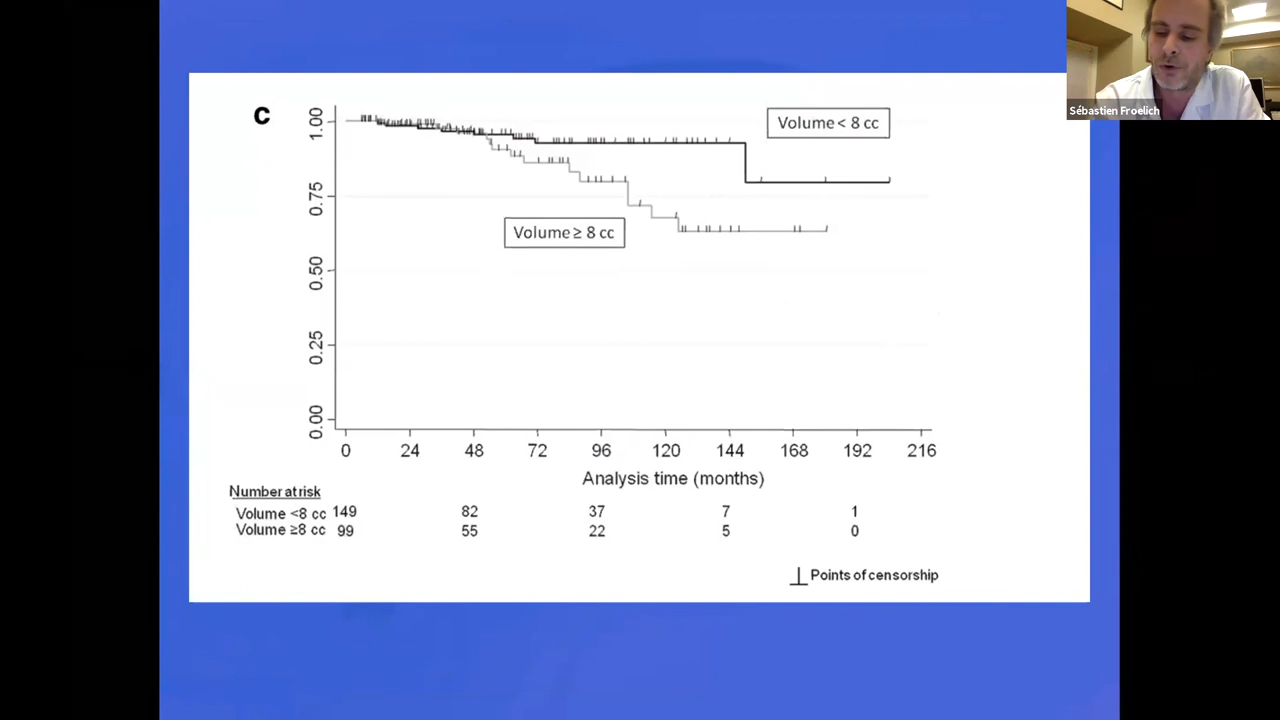 Sébastien Froelich
C
Volume < 8 cc
Volume ≥ 8 cc
1.00
0.75
0.50
0.25
0.00
0 24 48 72 96 120 144 168 192 216
Analysis time (months)
Number at risk
Volume <8 cc 149 82 37 7 1
Volume ≥8 cc 99 55 22 5 0
Points of censorship